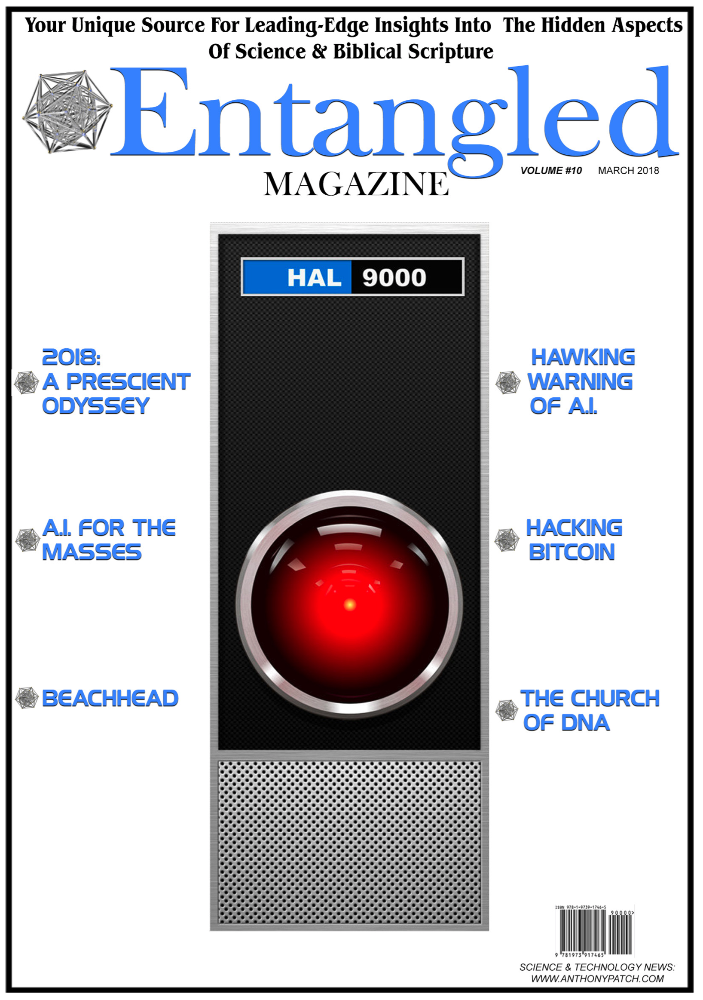 Your Unique Source For Leading-Edge Insights Into The Hidden Aspects
Of Science & Biblical Scripture
Entangled
MAGAZINE
VOLUME #10 MARCH 2018
HAL 9000
2018:
A PRESCIENT
ODYSSEY
A.I. FOR THE
MASSES
BEACHHEAD
HAWKING
WARNING
OF A.I.
HACKING
BITCOIN
THE CHURCH
OF DNA
ISBN 978-1-9739-1746-5
90000>
9 781973 917465
SCIENCE & TECHNOLOGY NEWS:
WWW.ANTHONYPATCH.COM